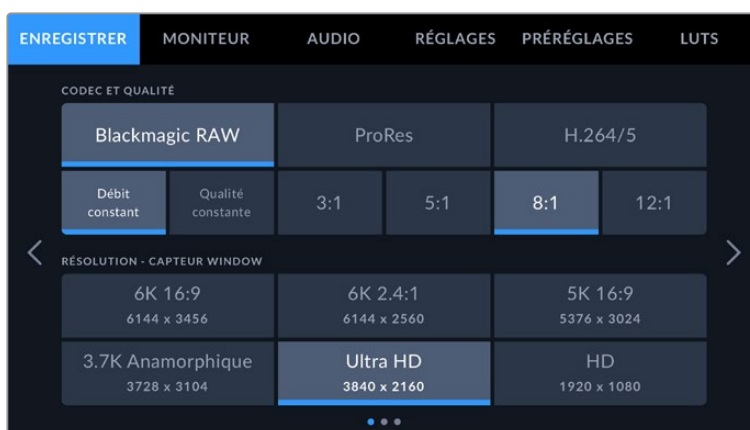 ENREGISTRER MONITEUR AUDIO RÉGLAGES PRÉRÉGLAGES LUTS
CODEC ET QUALITÉ
Blackmagic RAW ProRes H.264/5
Débit constant Qualité constante 3:1 5:1 8:1 12:1
RÉSOLUTION - CAPTEUR WINDOW
6K 16:9 6K 2.4:1 5K 16:9
6144 x 3456 6144 x 2560 5376 x 3024
3.7K Anamorphique Ultra HD HD
3728 x 3104 3840 x 2160 1920 x 1080